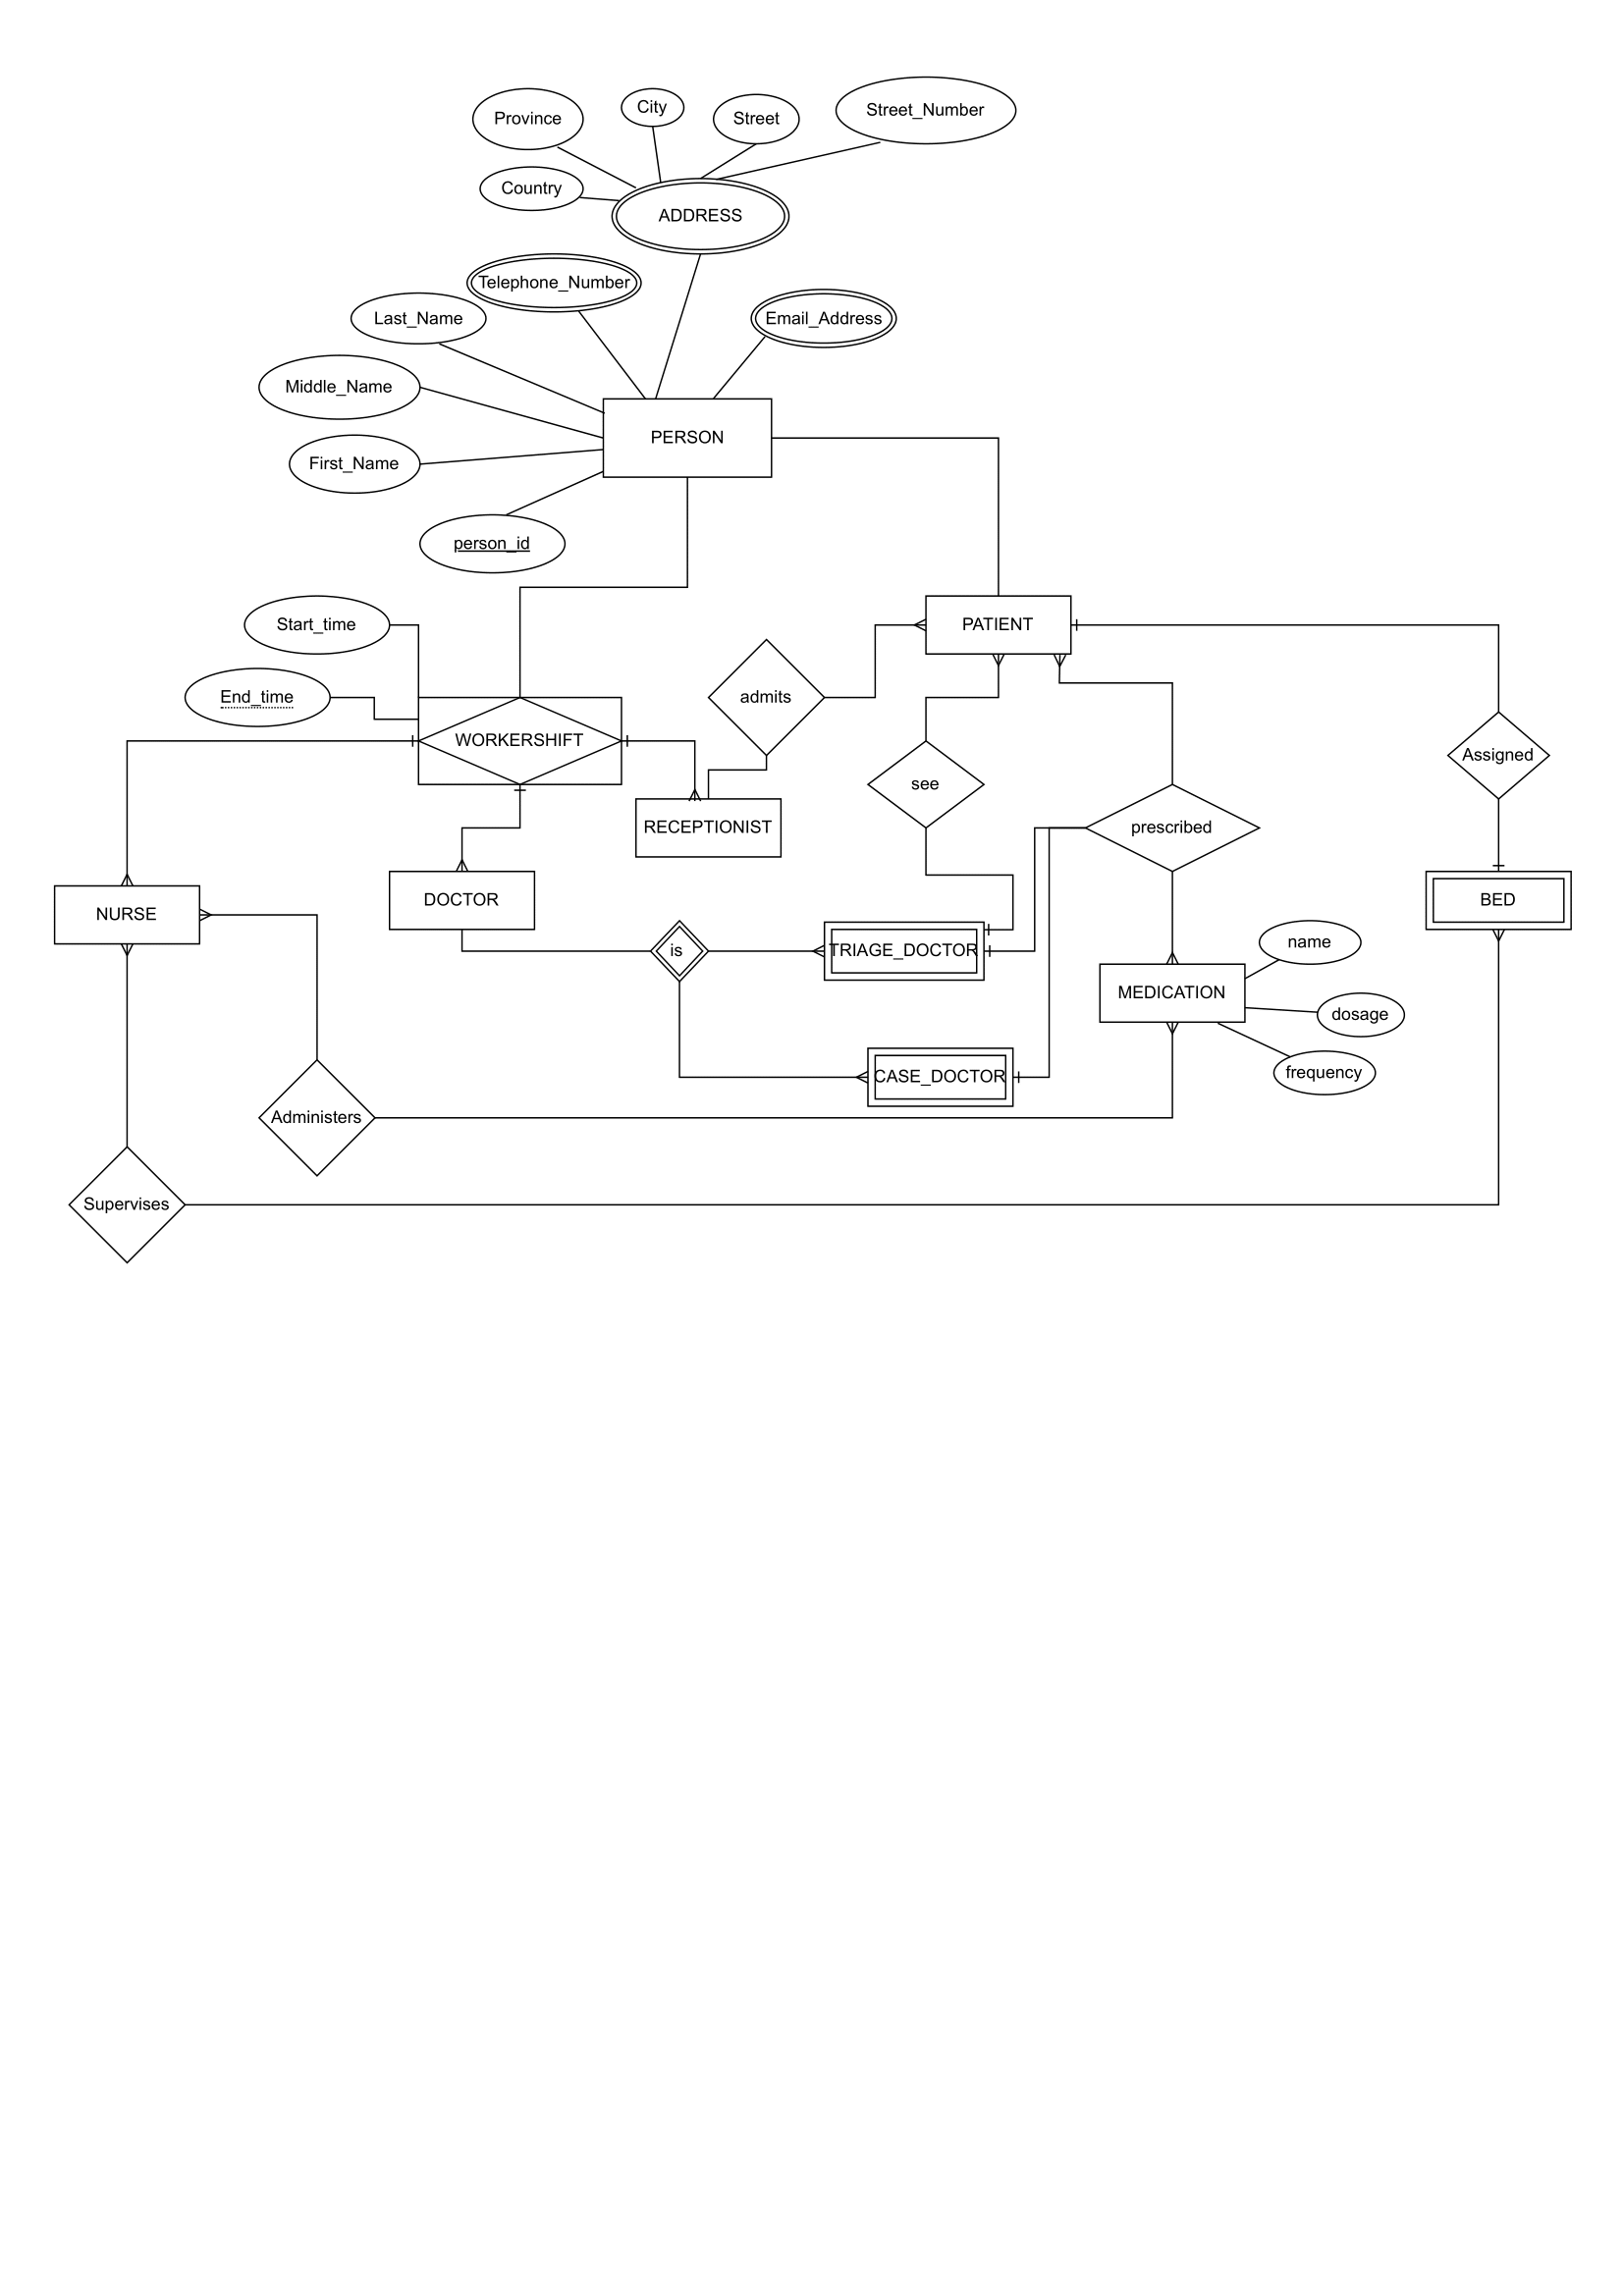 Province
City
Street
Street_Number
Country
ADDRESS
Telephone_Number
Last_Name
Email_Address
Middle_Name
PERSON
First_Name
person_id
Start_time
PATIENT
End_time
admits
WORKERSHIFT
Assigned
see
RECEPTIONIST
prescribed
DOCTOR
BED
NURSE
is
TRIAGE_DOCTOR
name
MEDICATION
dosage
CASE_DOCTOR
frequency
Administers
Supervises